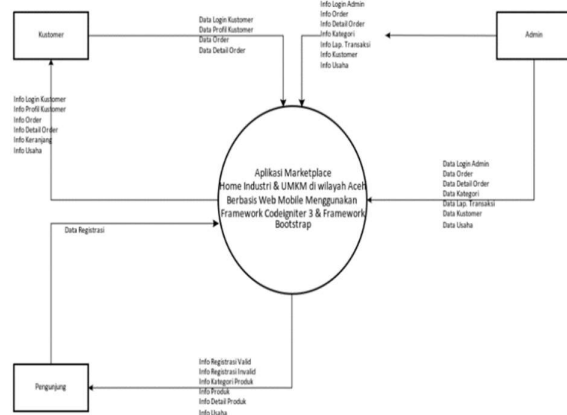 Kustomer
Data Login Kustomer
Data Profil Kustomer
Data Order
Data Detail Order
Info Login Admin
Info Order
Info Detail Order
Info Kategori
Info Lap. Transaksi
Info Kustomer
Info Usaha
Admin
Info Login Kustomer
Info Profil Kustomer
Info Order
Info Detail Order
Info Keranjang
Info Usaha
Aplikasi Marketplace
Home Industri & UMKM di wilayah Aceh
Berbasis Web Mobile Menggunakan
Framework Codeigniter 3 & Framework
Bootstrap
Data Login Admin
Data Order
Data Detail Order
Data Kategori
Data Lap. Transaksi
Data Kustomer
Data Usaha
Data Registrasi
Pengunjung
Info Registrasi Valid
Info Registrasi Invalid
Info Kategori Produk
Info Produk
Info Detail Produk
Info Usaha